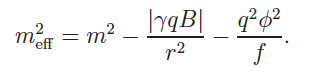 m²_eff = m² − |γqB|/r² − q²ϕ²/f.